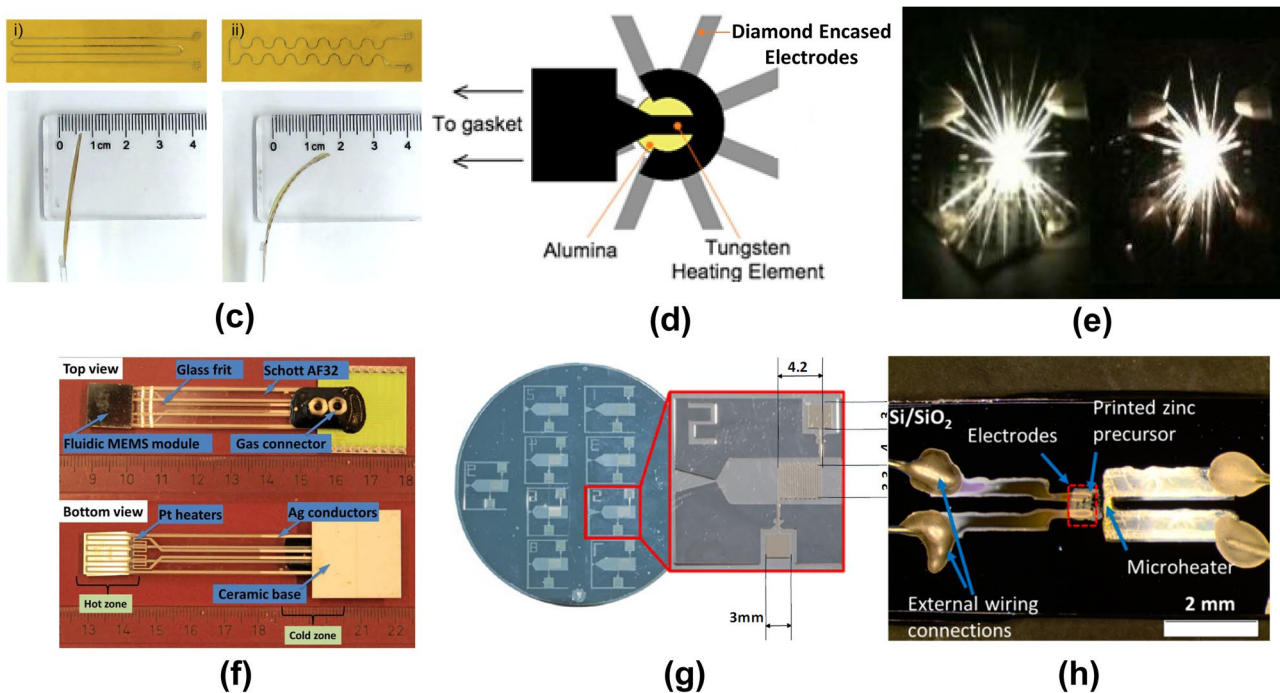 i)
ii)
0 1cm 2 3 4
0 1cm 2 3 4
(c)
Diamond Encased
Electrodes
To gasket
Alumina
Tungsten
Heating Element
(d)
(e)
Top view
Glass frit
Schott AF32
Fluidic MEMS module
Gas connector
9 10 11 12 13 14 15 16 17 18
Bottom view
Pt heaters
Ag conductors
Ceramic base
Hot zone
Cold zone
13 14 15 16 17 18 21 22
(f)
4.2
2
3mm
(g)
Si/SiO2
Electrodes
Printed zinc
precursor
Microheater
External wiring
connections
2 mm
(h)